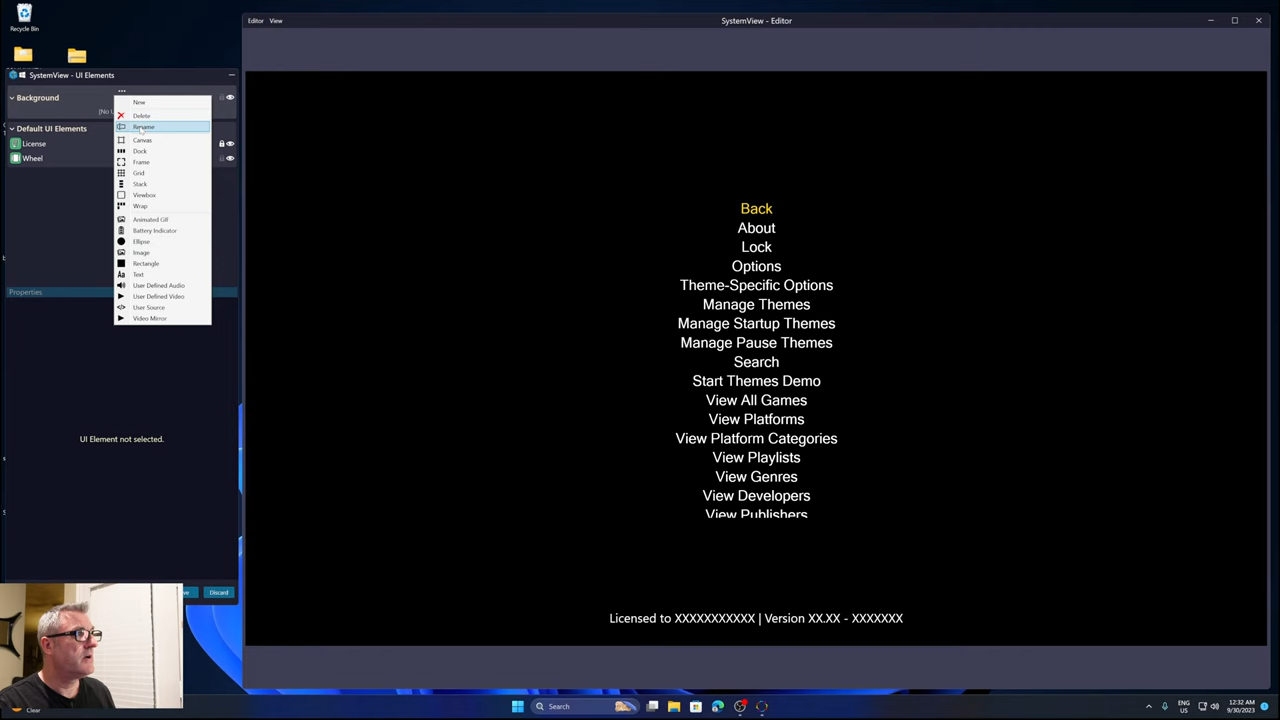 Recycle Bin
Editor View
SystemView - Editor
SystemView - UI Elements
Background
(No U
Default UI Elements
License
Wheel
New
Delete
Rename
Canvas
Dock
Frame
Grid
Stack
Viewbox
Wrap
Animated GIF
Battery Indicator
Ellipse
Image
Rectangle
Text
User Defined Audio
User Defined Video
User Source
Video Mirror
Properties
UI Element not selected.
ve
Discard
Back
About
Lock
Options
Theme-Specific Options
Manage Themes
Manage Startup Themes
Manage Pause Themes
Search
Start Themes Demo
View All Games
View Platforms
View Platform Categories
View Playlists
View Genres
View Developers
View Publishers
Licensed to XXXXXXXXXXX | Version XX.XX - XXXXXXX
Clear
Search
ENG
US
12:32 AM
9/30/2023